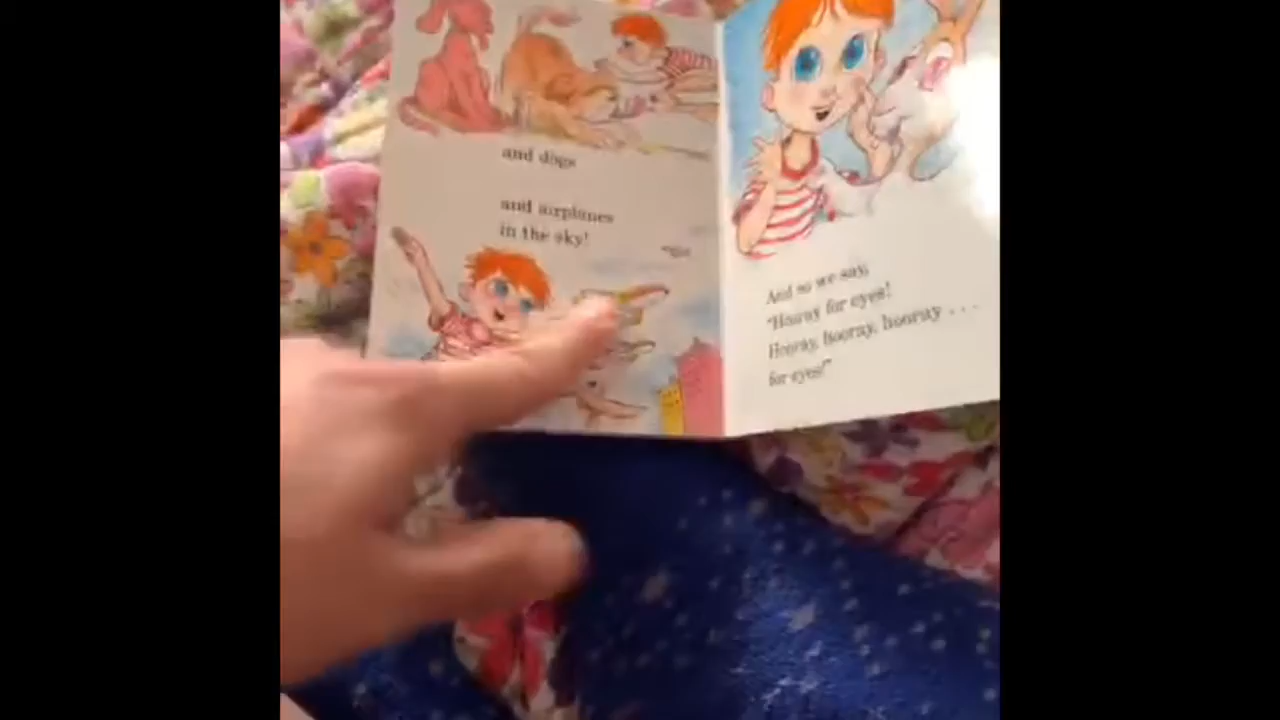 and dogs
and airplanes
in the sky!
And so we say,
"Hooray for eyes!
Hooray, hooray, hooray . . .
for eyes!"